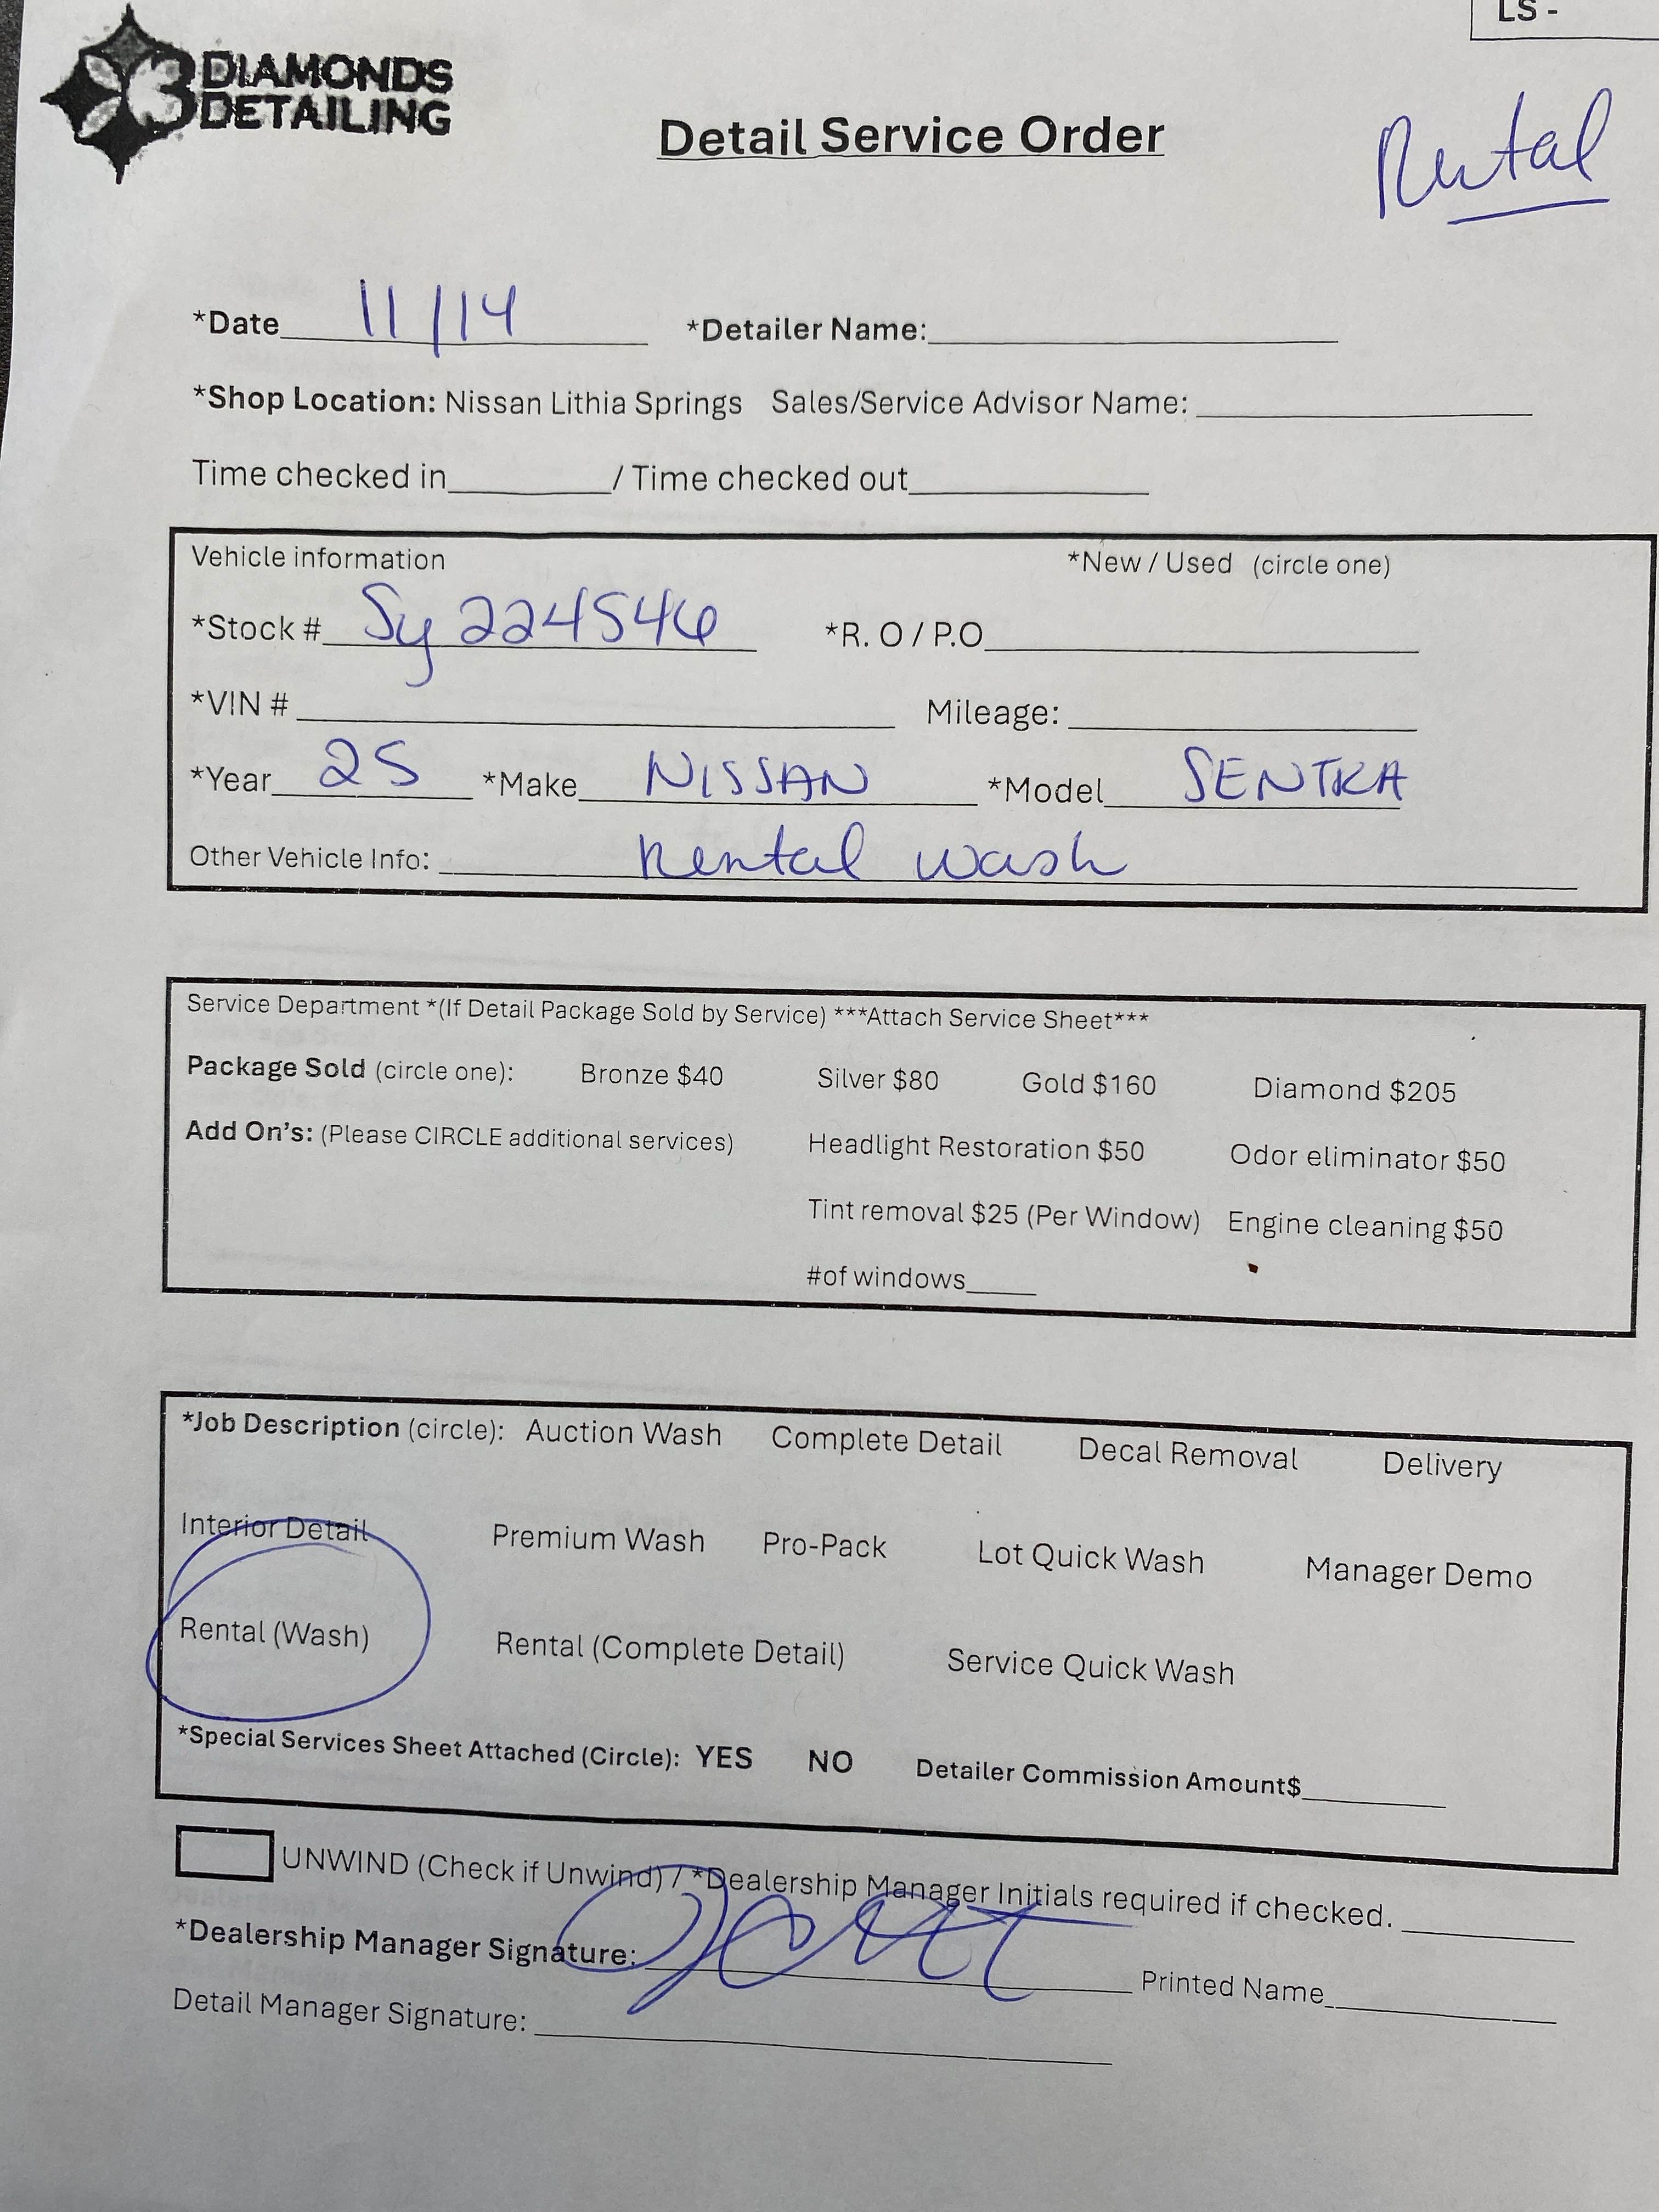 LS -
3 DIAMONDS
DETAILING
Detail Service Order
Rental
*Date 11/14 *Detailer Name:
*Shop Location: Nissan Lithia Springs Sales/Service Advisor Name:
Time checked in / Time checked out
Vehicle information *New / Used (circle one)
*Stock # Sy224546 *R. O / P.O
*VIN # Mileage:
*Year 25 *Make NISSAN *Model SENTRA
Other Vehicle Info: Rental wash
Service Department *(If Detail Package Sold by Service) ***Attach Service Sheet***
Package Sold (circle one): Bronze $40 Silver $80 Gold $160 Diamond $205
Add On's: (Please CIRCLE additional services) Headlight Restoration $50 Odor eliminator $50
Tint removal $25 (Per Window) Engine cleaning $50
#of windows
*Job Description (circle): Auction Wash Complete Detail Decal Removal Delivery
Interior Detail Premium Wash Pro-Pack Lot Quick Wash Manager Demo
Rental (Wash) Rental (Complete Detail) Service Quick Wash
*Special Services Sheet Attached (Circle): YES NO Detailer Commission Amount$
UNWIND (Check if Unwind) / *Dealership Manager Initials required if checked.
*Dealership Manager Signature: Printed Name
Detail Manager Signature: